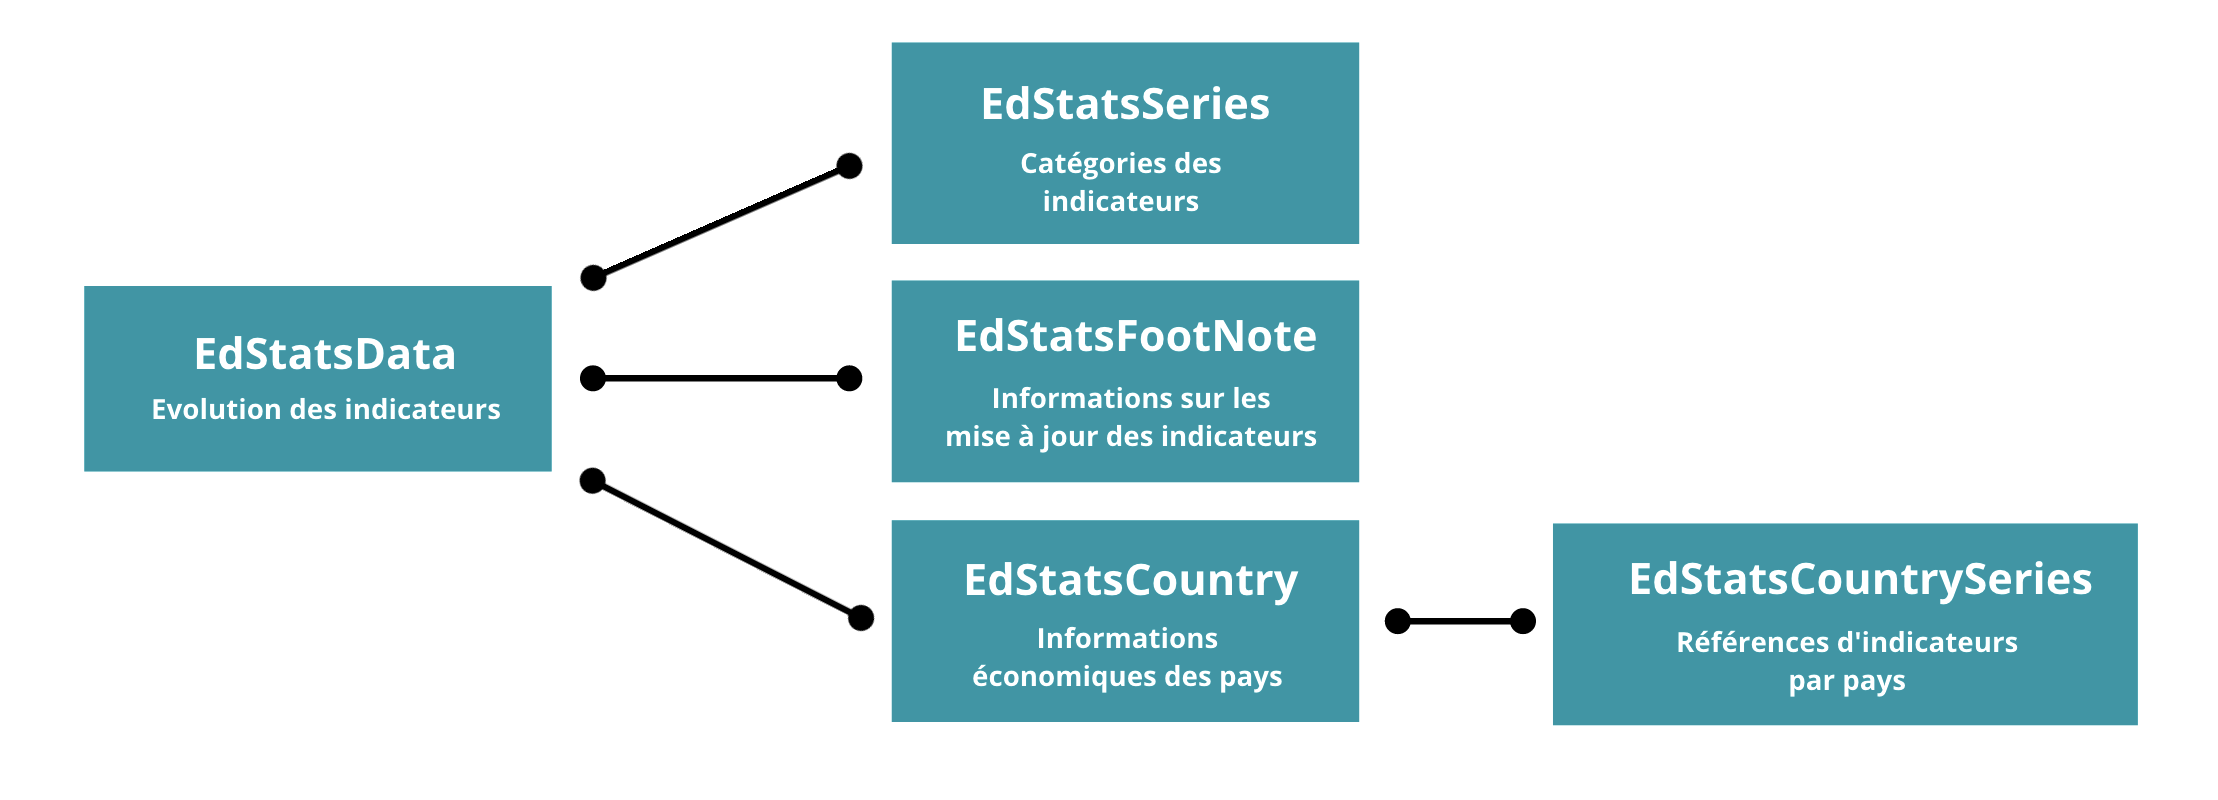 EdStatsData
Evolution des indicateurs
EdStatsSeries
Catégories des
indicateurs
EdStatsFootNote
Informations sur les
mise à jour des indicateurs
EdStatsCountry
Informations
économiques des pays
EdStatsCountrySeries
Références d'indicateurs
par pays